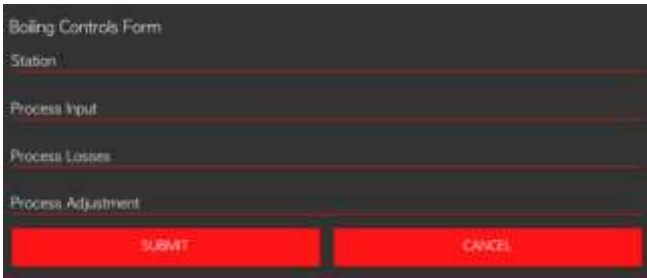 Boiling Controls Form
Station
Process Input
Process Losses
Process Adjustment
SUBMIT
CANCEL